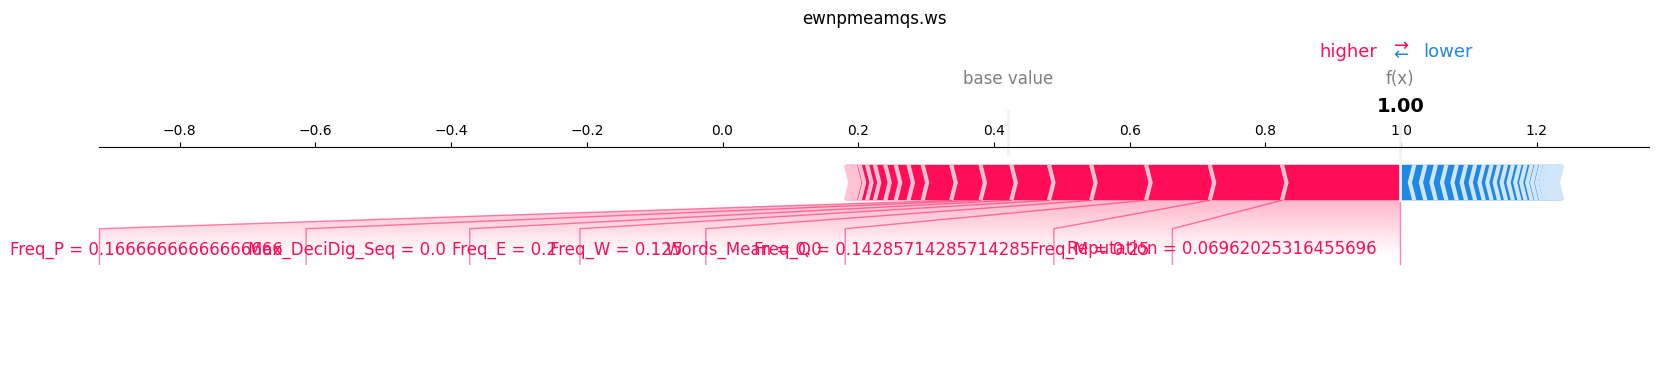 ewnpmeamqs.ws
higher ⇄ lower
base value f(x)
1.00
−0.8 −0.6 −0.4 −0.2 0.0 0.2 0.4 0.6 0.8 1.0 1.2
Freq_P = 0.16666666666666666 Max_DeciDig_Seq = 0.0 Freq_E = 0.2 Freq_W = 0.125 Words_Mean = 0.0 Freq_Q = 0.14285714285714285 Freq_M = 0.25 Reputation = 0.06962025316455696